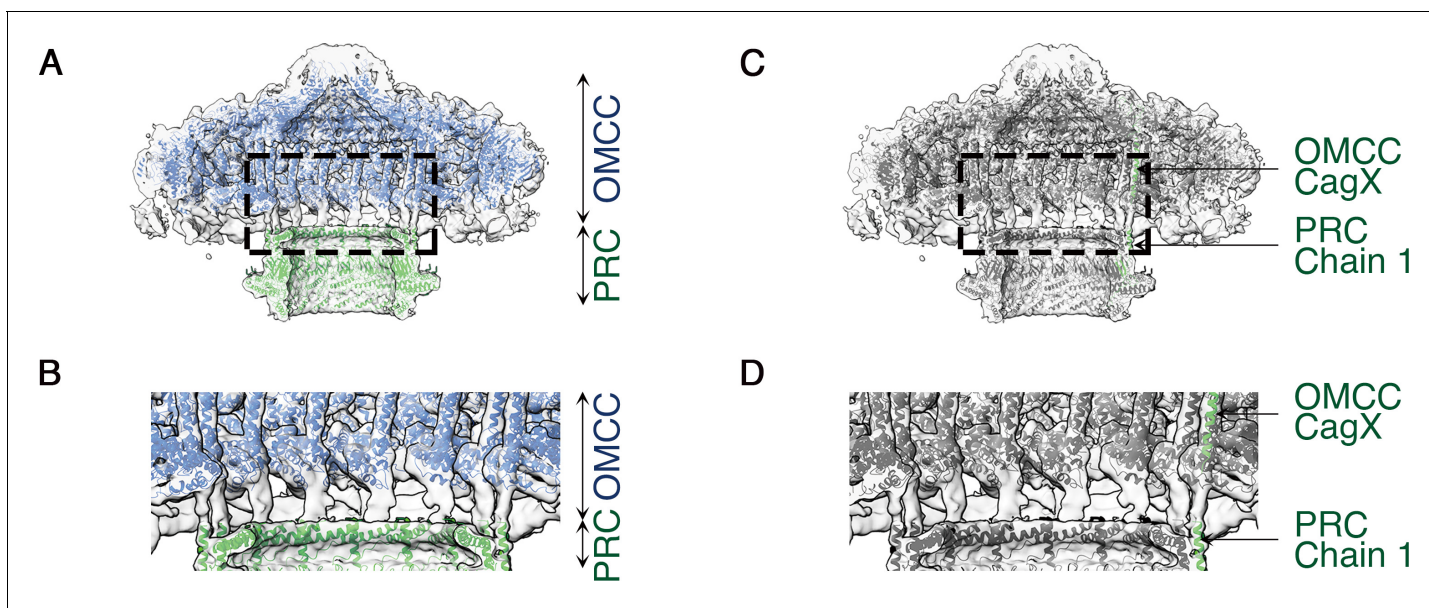 A
OMCC
PRC
C
OMCC
CagX
PRC
Chain 1
B
OMCC
PRC
D
OMCC
CagX
PRC
Chain 1